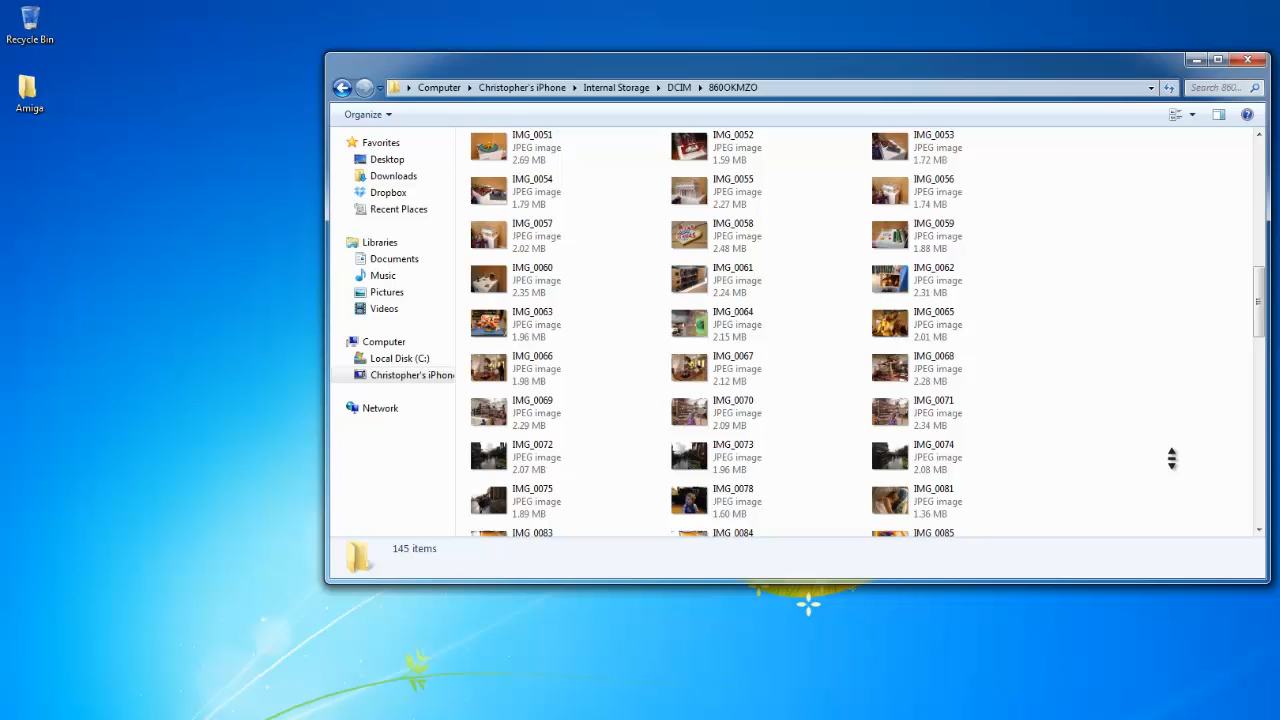 Recycle Bin
Amiga
Computer Christopher's iPhone Internal Storage DCIM 860OKMZO
Search 860...
Organize
Favorites
Desktop
Downloads
Dropbox
Recent Places
Libraries
Documents
Music
Pictures
Videos
Computer
Local Disk (C:)
Christopher's iPhone
Network
IMG_0051 IMG_0052 IMG_0053
JPEG image JPEG image JPEG image
2.69 MB 1.59 MB 1.72 MB
IMG_0054 IMG_0055 IMG_0056
JPEG image JPEG image JPEG image
1.79 MB 2.27 MB 1.74 MB
IMG_0057 IMG_0058 IMG_0059
JPEG image JPEG image JPEG image
2.02 MB 2.48 MB 1.88 MB
IMG_0060 IMG_0061 IMG_0062
JPEG image JPEG image JPEG image
2.35 MB 2.24 MB 2.31 MB
IMG_0063 IMG_0064 IMG_0065
JPEG image JPEG image JPEG image
1.96 MB 2.15 MB 2.01 MB
IMG_0066 IMG_0067 IMG_0068
JPEG image JPEG image JPEG image
1.98 MB 2.12 MB 2.28 MB
IMG_0069 IMG_0070 IMG_0071
JPEG image JPEG image JPEG image
2.29 MB 2.09 MB 2.34 MB
IMG_0072 IMG_0073 IMG_0074
JPEG image JPEG image JPEG image
2.07 MB 1.96 MB 2.08 MB
IMG_0075 IMG_0078 IMG_0081
JPEG image JPEG image JPEG image
1.89 MB 1.60 MB 1.36 MB
IMG_0083 IMG_0084 IMG_0085
145 items